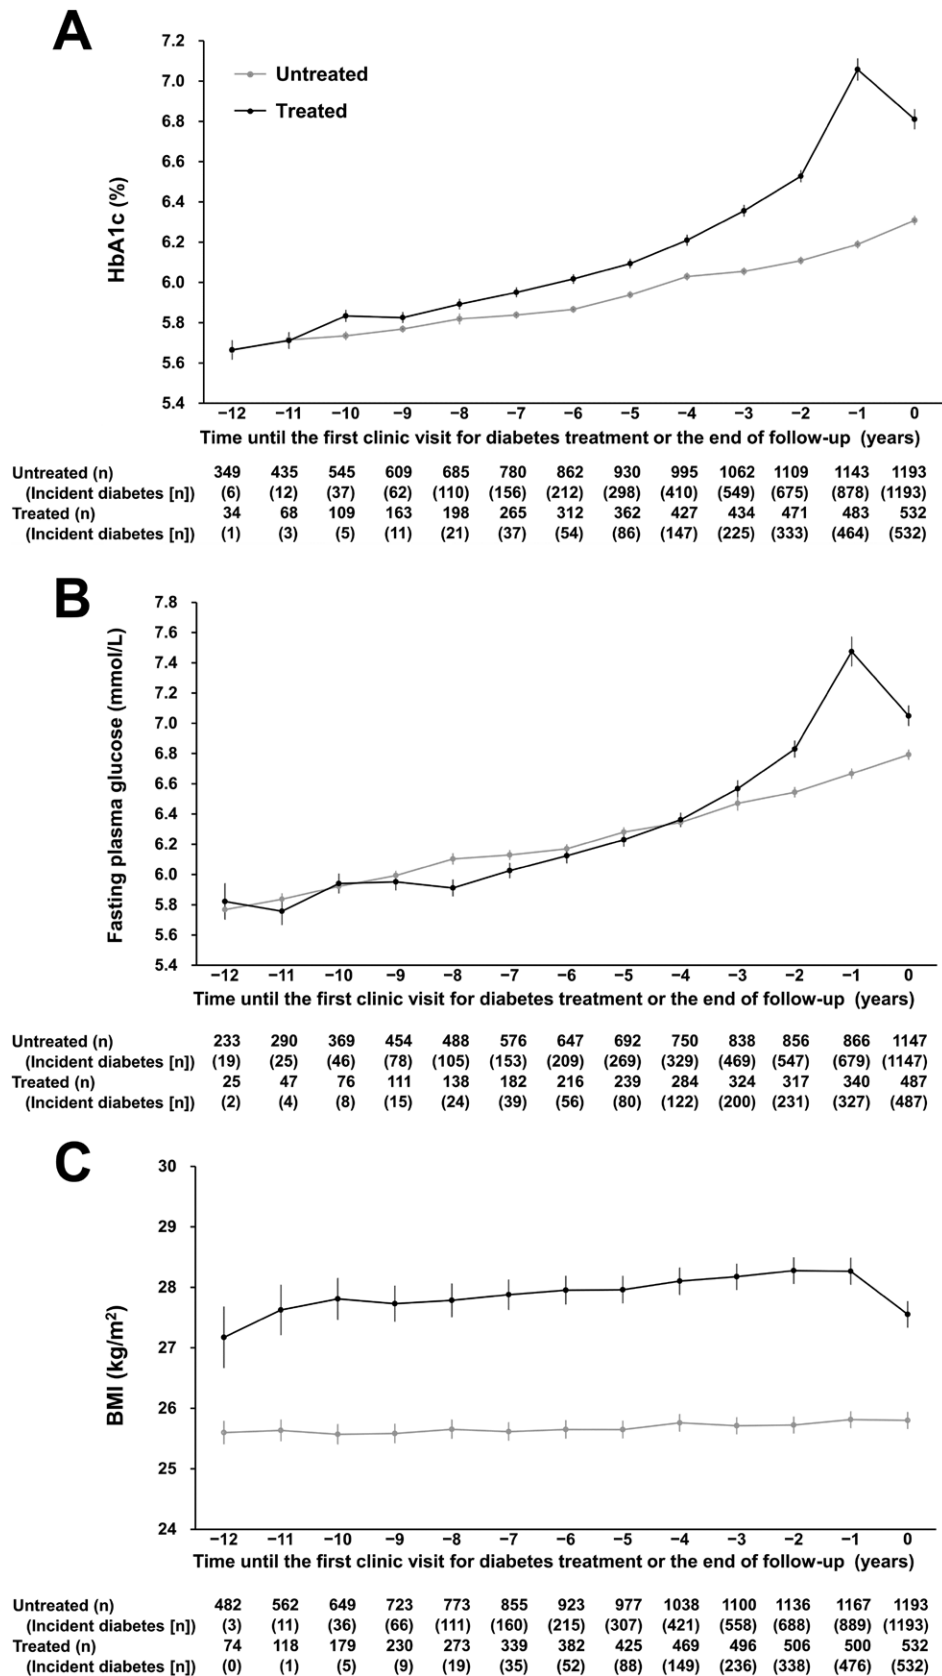 A
7.2
7.0
6.8
6.6
6.4
6.2
6.0
5.8
5.6
5.4
HbA1c (%)
Untreated
Treated
−12 −11 −10 −9 −8 −7 −6 −5 −4 −3 −2 −1 0
Time until the first clinic visit for diabetes treatment or the end of follow-up (years)
Untreated (n) 349 435 545 609 685 780 862 930 995 1062 1109 1143 1193
(Incident diabetes [n]) (6) (12) (37) (62) (110) (156) (212) (298) (410) (549) (675) (878) (1193)
Treated (n) 34 68 109 163 198 265 312 362 427 434 471 483 532
(Incident diabetes [n]) (1) (3) (5) (11) (21) (37) (54) (86) (147) (225) (333) (464) (532)
B
7.8
7.6
7.4
7.2
7.0
6.8
6.6
6.4
6.2
6.0
5.8
5.6
5.4
Fasting plasma glucose (mmol/L)
−12 −11 −10 −9 −8 −7 −6 −5 −4 −3 −2 −1 0
Time until the first clinic visit for diabetes treatment or the end of follow-up (years)
Untreated (n) 233 290 369 454 488 576 647 692 750 838 856 866 1147
(Incident diabetes [n]) (19) (25) (46) (78) (105) (153) (209) (269) (329) (469) (547) (679) (1147)
Treated (n) 25 47 76 111 138 182 216 239 284 324 317 340 487
(Incident diabetes [n]) (2) (4) (8) (15) (24) (39) (56) (80) (122) (200) (231) (327) (487)
C
30
29
28
27
26
25
24
BMI (kg/m²)
−12 −11 −10 −9 −8 −7 −6 −5 −4 −3 −2 −1 0
Time until the first clinic visit for diabetes treatment or the end of follow-up (years)
Untreated (n) 482 562 649 723 773 855 923 977 1038 1100 1136 1167 1193
(Incident diabetes [n]) (3) (11) (36) (66) (111) (160) (215) (307) (421) (558) (688) (889) (1193)
Treated (n) 74 118 179 230 273 339 382 425 469 496 506 500 532
(Incident diabetes [n]) (0) (1) (5) (9) (19) (35) (52) (88) (149) (236) (338) (476) (532)